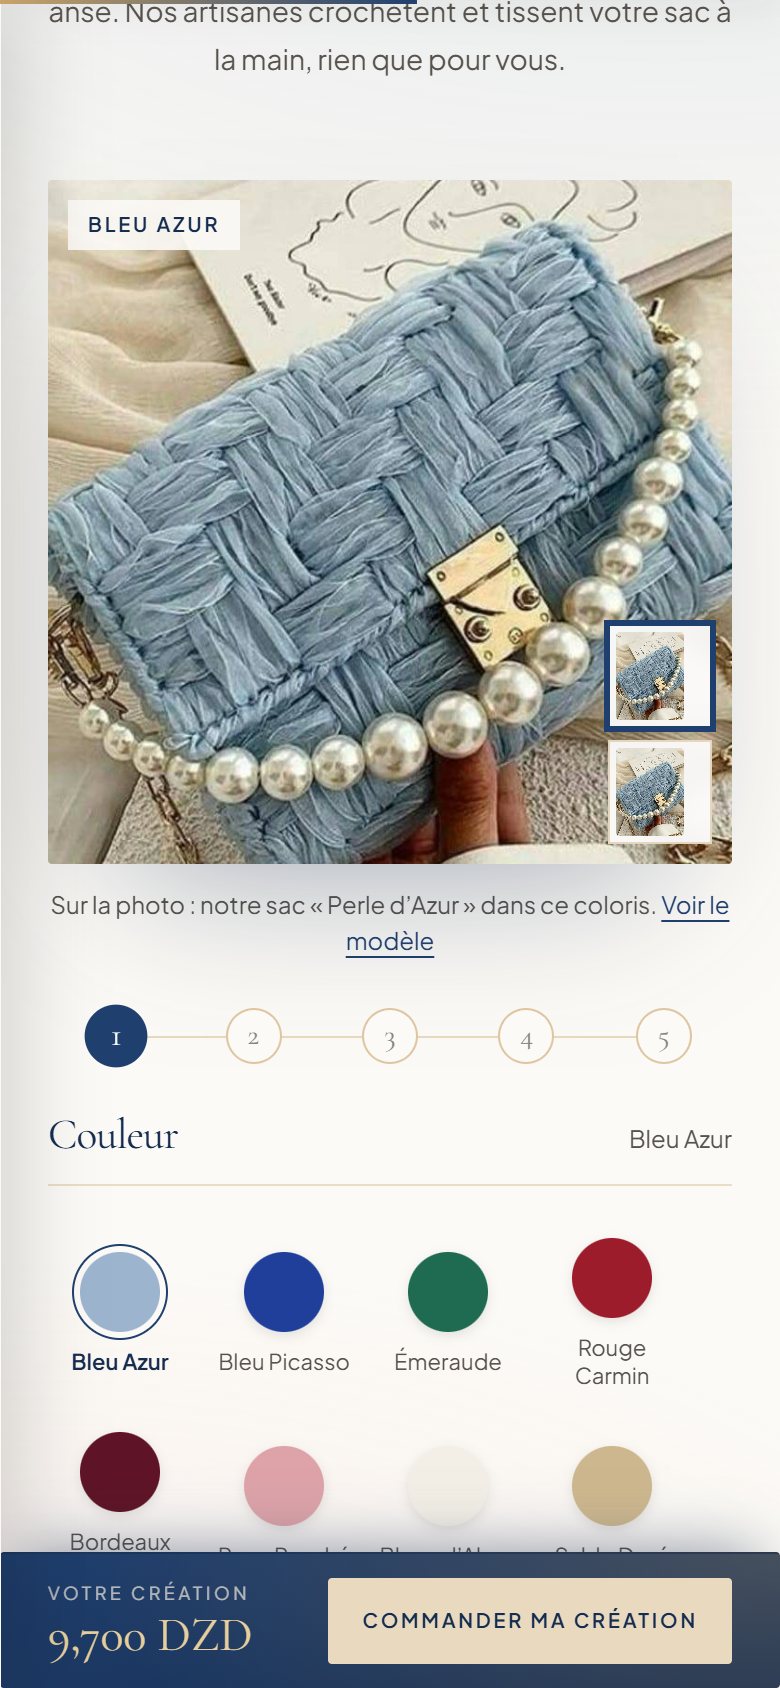 anse. Nos artisanes crochètent et tissent votre sac à
la main, rien que pour vous.
BLEU AZUR
Sur la photo : notre sac « Perle d’Azur » dans ce coloris. Voir le
modèle
1 2 3 4 5
Couleur
Bleu Azur
Bleu Azur
Bleu Picasso
Émeraude
Rouge
Carmin
Bordeaux
VOTRE CRÉATION
9,700 DZD
COMMANDER MA CRÉATION